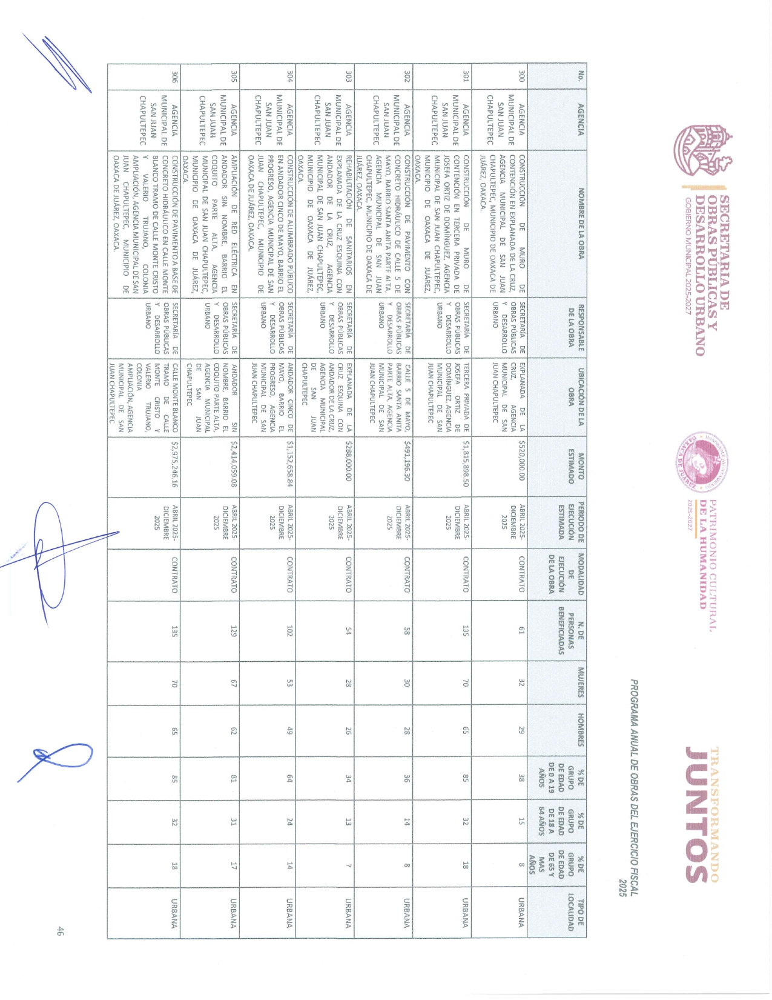 SECRETARÍA DE
OBRAS PÚBLICAS Y
DESARROLLO URBANO
GOBIERNO MUNICIPAL 2025-2027
HONORABLE AYUNTAMIENTO
OAXACA DE JUÁREZ
PATRIMONIO CULTURAL
DE LA HUMANIDAD
2025-2027
TRANSFORMANDO
JUNTOS
PROGRAMA ANUAL DE OBRAS DEL EJERCICIO FISCAL
2025
No.
AGENCIA
NOMBRE DE LA OBRA
RESPONSABLE
DE LA OBRA
UBICACIÓN DE LA
OBRA
MONTO
ESTIMADO
PERIODO DE
EJECUCIÓN
ESTIMADA
MODALIDAD
DE
EJECUCIÓN
DE LA OBRA
N. DE
PERSONAS
BENEFICIADAS
MUJERES
HOMBRES
% DE
GRUPO
DE EDAD
DE 0 A 19
AÑOS
% DE
GRUPO
DE EDAD
DE 18 A
64 AÑOS
% DE
GRUPO
DE EDAD
DE 65 Y
MAS
AÑOS
TIPO DE
LOCALIDAD
300
AGENCIA
MUNICIPAL DE
SAN JUAN
CHAPULTEPEC
CONSTRUCCIÓN DE MURO DE
CONTENCIÓN EN EXPLANADA DE LA CRUZ,
AGENCIA MUNICIPAL DE SAN JUAN
CHAPULTEPEC, MUNICIPIO DE OAXACA DE
JUÁREZ, OAXACA.
SECRETARÍA DE
OBRAS PÚBLICAS
Y DESARROLLO
URBANO
EXPLANADA DE LA
CRUZ, AGENCIA
MUNICIPAL DE SAN
JUAN CHAPULTEPEC
$520,000.00
ABRIL 2025-
DICIEMBRE
2025
CONTRATO
61
32
29
38
15
8
URBANA
301
AGENCIA
MUNICIPAL DE
SAN JUAN
CHAPULTEPEC
CONSTRUCCIÓN DE MURO DE
CONTENCIÓN EN TERCERA PRIVADA DE
JOSEFA ORTIZ DE DOMÍNGUEZ, AGENCIA
MUNICIPAL DE SAN JUAN CHAPULTEPEC,
MUNICIPIO DE OAXACA DE JUÁREZ,
OAXACA.
SECRETARÍA DE
OBRAS PÚBLICAS
Y DESARROLLO
URBANO
TERCERA PRIVADA DE
JOSEFA ORTIZ DE
DOMÍNGUEZ, AGENCIA
MUNICIPAL DE SAN
JUAN CHAPULTEPEC
$1,815,898.50
ABRIL 2025-
DICIEMBRE
2025
CONTRATO
135
70
65
85
32
18
URBANA
302
AGENCIA
MUNICIPAL DE
SAN JUAN
CHAPULTEPEC
CONSTRUCCIÓN DE PAVIMENTO CON
CONCRETO HIDRÁULICO DE CALLE 5 DE
MAYO, BARRIO SANTA ANITA PARTE ALTA,
AGENCIA MUNICIPAL DE SAN JUAN
CHAPULTEPEC, MUNICIPIO DE OAXACA DE
JUÁREZ, OAXACA.
SECRETARÍA DE
OBRAS PÚBLICAS
Y DESARROLLO
URBANO
CALLE 5 DE MAYO,
BARRIO SANTA ANITA
PARTE ALTA, AGENCIA
MUNICIPAL DE SAN
JUAN CHAPULTEPEC
$491,196.30
ABRIL 2025-
DICIEMBRE
2025
CONTRATO
58
30
28
36
14
8
URBANA
303
AGENCIA
MUNICIPAL DE
SAN JUAN
CHAPULTEPEC
REHABILITACIÓN DE SANITARIOS EN
EXPLANADA DE LA CRUZ ESQUINA CON
ANDADOR DE LA CRUZ, AGENCIA
MUNICIPAL DE SAN JUAN CHAPULTEPEC,
MUNICIPIO DE OAXACA DE JUÁREZ,
OAXACA.
SECRETARÍA DE
OBRAS PÚBLICAS
Y DESARROLLO
URBANO
EXPLANADA DE LA
CRUZ ESQUINA CON
ANDADOR DE LA CRUZ,
AGENCIA MUNICIPAL
DE SAN JUAN
CHAPULTEPEC
$288,000.00
ABRIL 2025-
DICIEMBRE
2025
CONTRATO
54
28
26
34
13
7
URBANA
304
AGENCIA
MUNICIPAL DE
SAN JUAN
CHAPULTEPEC
CONSTRUCCIÓN DE ALUMBRADO PÚBLICO
EN ANDADOR CINCO DE MAYO, BARRIO EL
PROGRESO, AGENCIA MUNICIPAL DE SAN
JUAN CHAPULTEPEC, MUNICIPIO DE
OAXACA DE JUÁREZ, OAXACA.
SECRETARÍA DE
OBRAS PÚBLICAS
Y DESARROLLO
URBANO
ANDADOR CINCO DE
MAYO, BARRIO EL
PROGRESO, AGENCIA
MUNICIPAL DE SAN
JUAN CHAPULTEPEC
$1,152,658.84
ABRIL 2025-
DICIEMBRE
2025
CONTRATO
102
53
49
64
24
14
URBANA
305
AGENCIA
MUNICIPAL DE
SAN JUAN
CHAPULTEPEC
AMPLIACIÓN DE RED ELÉCTRICA EN
ANDADOR SIN NOMBRE, BARRIO EL
COQUITO PARTE ALTA, AGENCIA
MUNICIPAL DE SAN JUAN CHAPULTEPEC,
MUNICIPIO DE OAXACA DE JUÁREZ,
OAXACA.
SECRETARÍA DE
OBRAS PÚBLICAS
Y DESARROLLO
URBANO
ANDADOR SIN
NOMBRE, BARRIO EL
COQUITO PARTE ALTA,
AGENCIA MUNICIPAL
DE SAN JUAN
CHAPULTEPEC
$2,414,059.08
ABRIL 2025-
DICIEMBRE
2025
CONTRATO
129
67
62
81
31
17
URBANA
306
AGENCIA
MUNICIPAL DE
SAN JUAN
CHAPULTEPEC
CONSTRUCCIÓN DE PAVIMENTO A BASE DE
CONCRETO HIDRÁULICO EN CALLE MONTE
BLANCO TRAMO DE CALLE MONTE CRISTO
Y VALERIO TRUJANO, COLONIA
AMPLIACIÓN, AGENCIA MUNICIPAL DE SAN
JUAN CHAPULTEPEC, MUNICIPIO DE
OAXACA DE JUÁREZ, OAXACA.
SECRETARÍA DE
OBRAS PÚBLICAS
Y DESARROLLO
URBANO
CALLE MONTE BLANCO
TRAMO DE CALLE
MONTE CRISTO Y
VALERIO TRUJANO,
COLONIA
AMPLIACIÓN, AGENCIA
MUNICIPAL DE SAN
JUAN CHAPULTEPEC
$2,975,246.16
ABRIL 2025-
DICIEMBRE
2025
CONTRATO
135
70
65
85
32
18
URBANA
46